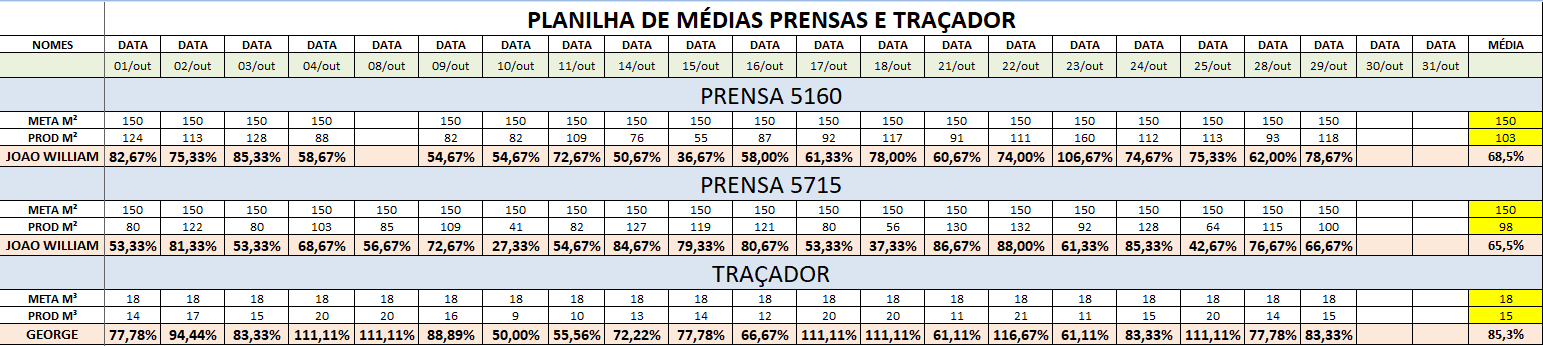 PLANILHA DE MÉDIAS PRENSAS E TRAÇADOR
NOMES DATA DATA DATA DATA DATA DATA DATA DATA DATA DATA DATA DATA DATA DATA DATA DATA DATA DATA DATA DATA DATA DATA MÉDIA
01/out 02/out 03/out 04/out 08/out 09/out 10/out 11/out 14/out 15/out 16/out 17/out 18/out 21/out 22/out 23/out 24/out 25/out 28/out 29/out 30/out 31/out
PRENSA 5160
META M² 150 150 150 150 150 150 150 150 150 150 150 150 150 150 150 150 150 150 150 150
PROD M² 124 113 128 88 82 82 109 76 55 87 92 117 91 111 160 112 113 93 118 103
JOAO WILLIAM 82,67% 75,33% 85,33% 58,67% 54,67% 54,67% 72,67% 50,67% 36,67% 58,00% 61,33% 78,00% 60,67% 74,00% 106,67% 74,67% 75,33% 62,00% 78,67% 68,5%
PRENSA 5715
META M² 150 150 150 150 150 150 150 150 150 150 150 150 150 150 150 150 150 150 150 150 150
PROD M² 80 122 80 103 85 109 41 82 127 119 121 80 56 130 132 92 128 64 115 100 98
JOAO WILLIAM 53,33% 81,33% 53,33% 68,67% 56,67% 72,67% 27,33% 54,67% 84,67% 79,33% 80,67% 53,33% 37,33% 86,67% 88,00% 61,33% 85,33% 42,67% 76,67% 66,67% 65,5%
TRAÇADOR
META M³ 18 18 18 18 18 18 18 18 18 18 18 18 18 18 18 18 18 18 18 18 18
PROD M³ 14 17 15 20 20 16 9 10 13 14 12 20 20 11 21 11 15 20 14 15 15
GEORGE 77,78% 94,44% 83,33% 111,11% 111,11% 88,89% 50,00% 55,56% 72,22% 77,78% 66,67% 111,11% 111,11% 61,11% 116,67% 61,11% 83,33% 111,11% 77,78% 83,33% 85,3%